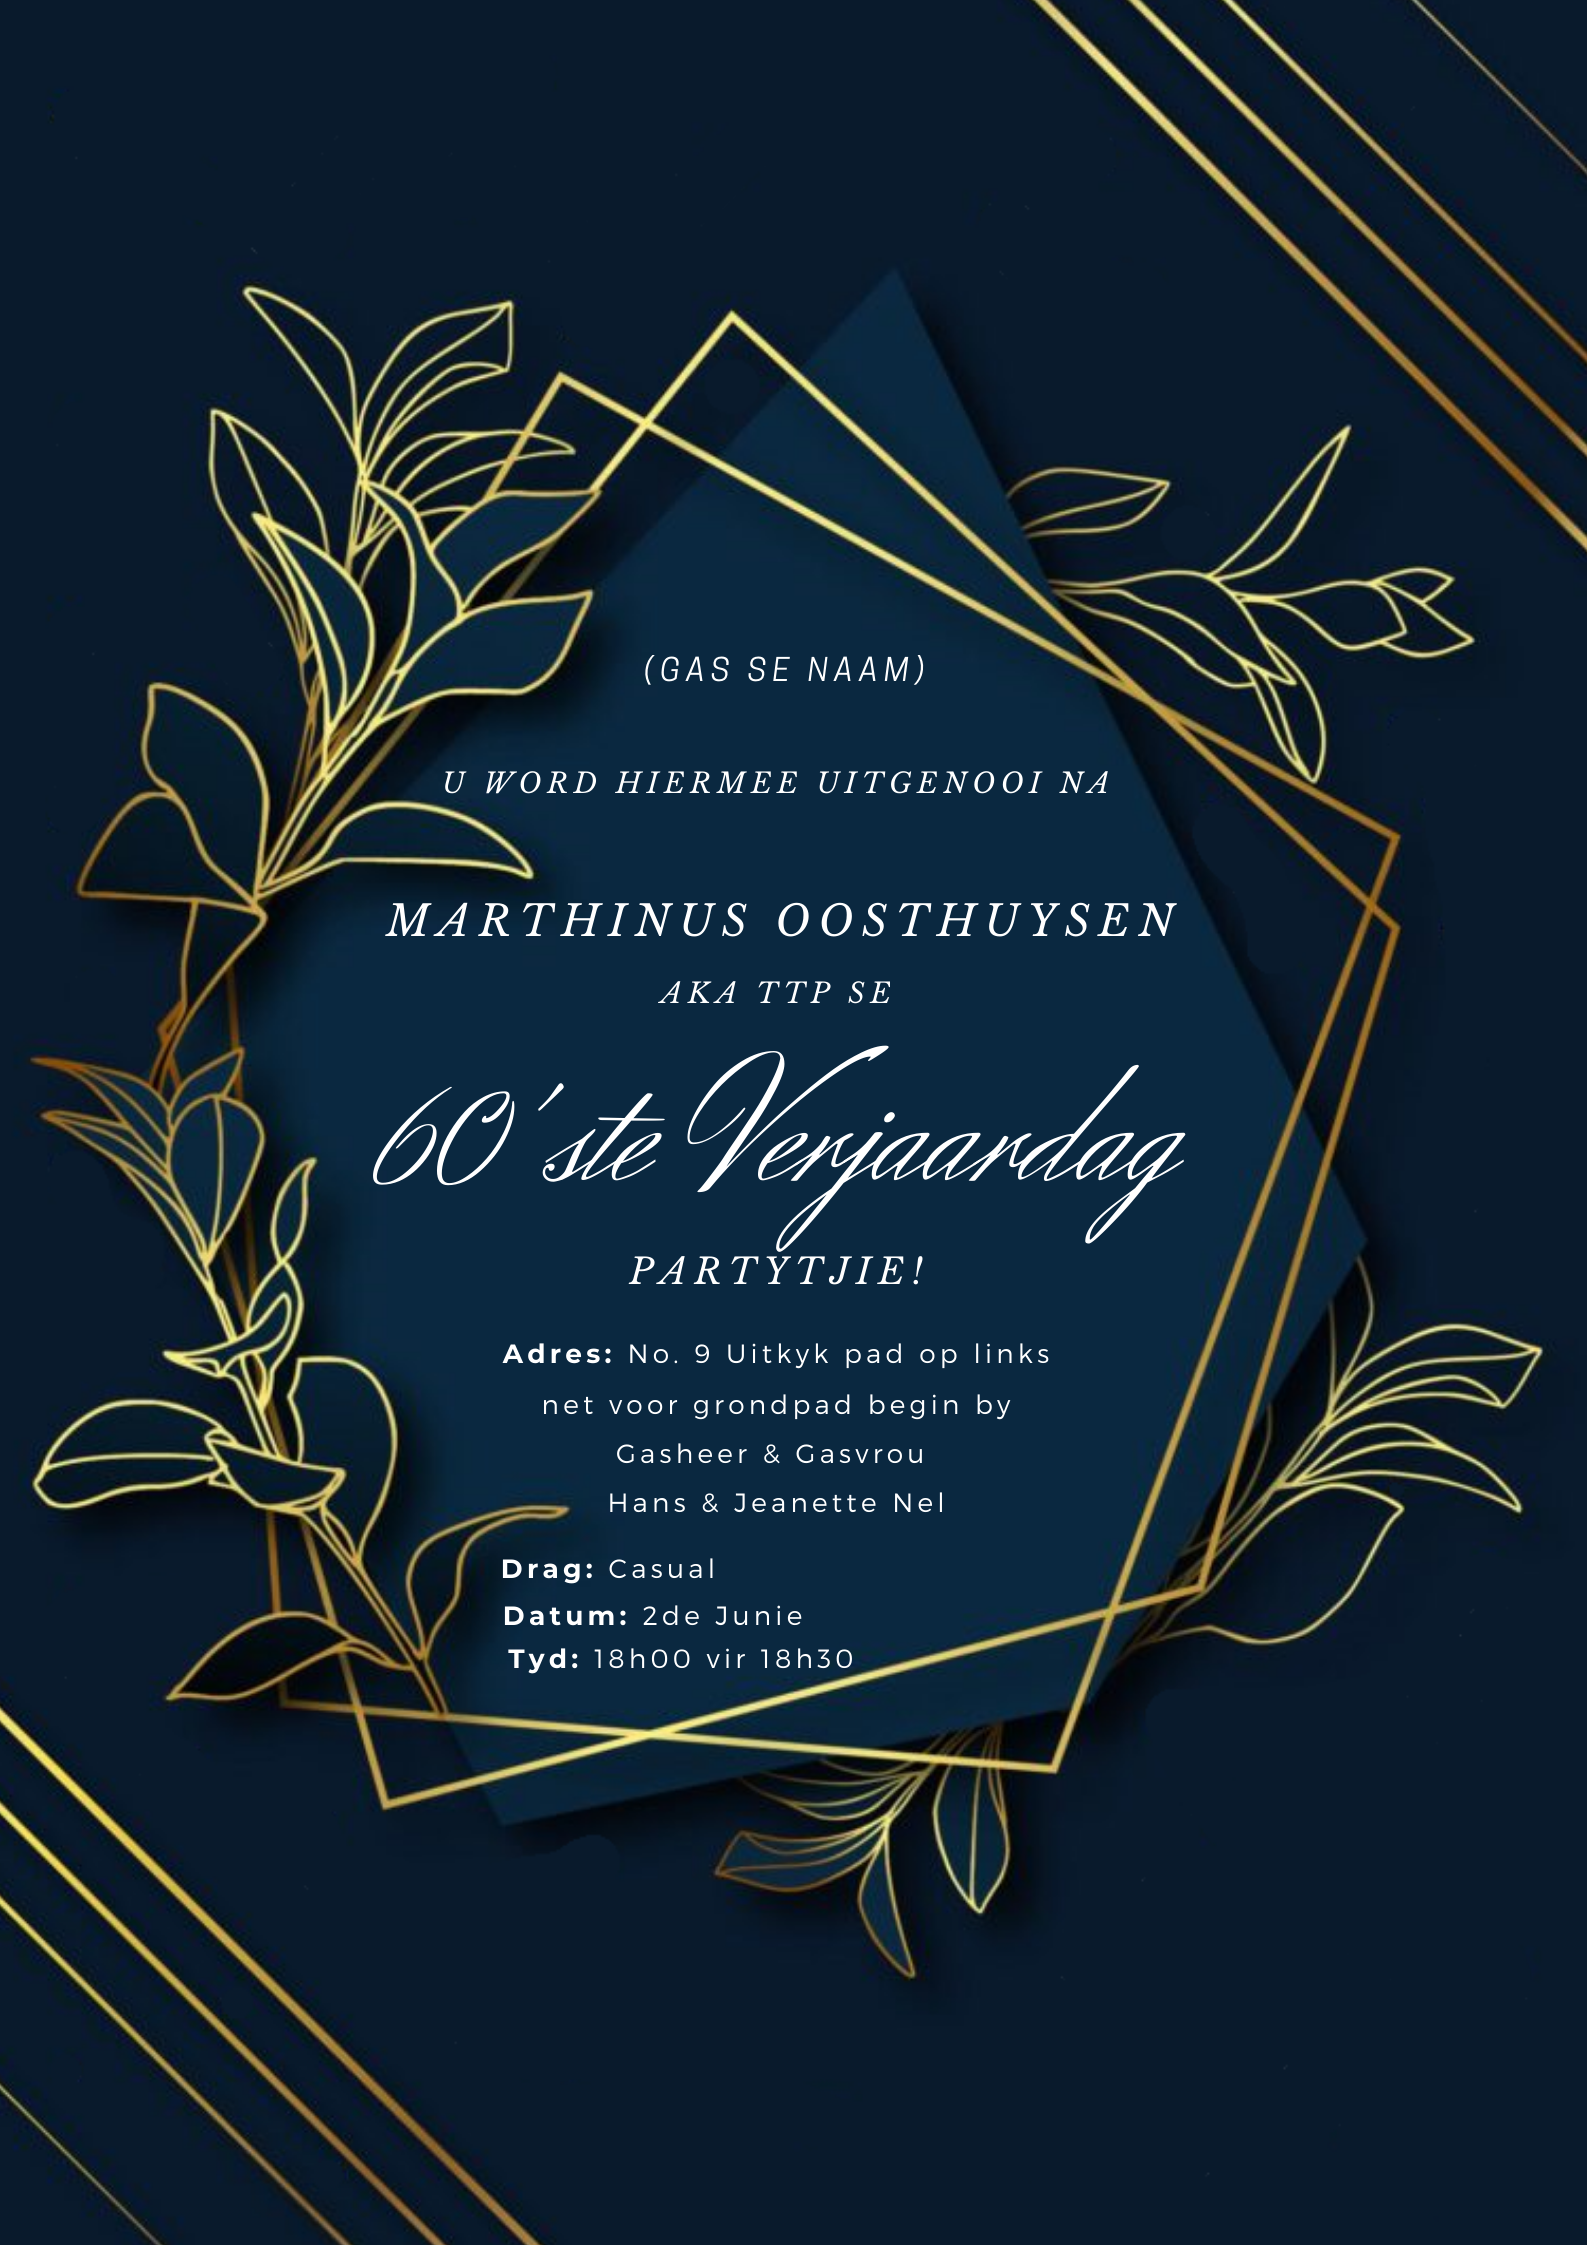 (GAS SE NAAM)
U WORD HIERMEE UITGENOOI NA
MARTHINUS OOSTHUYSEN
AKA TTP SE
60'ste Verjaardag
PARTYTJIE!
Adres: No. 9 Uitkyk pad op links
net voor grondpad begin by
Gasheer & Gasvrou
Hans & Jeanette Nel
Drag: Casual
Datum: 2de Junie
Tyd: 18h00 vir 18h30